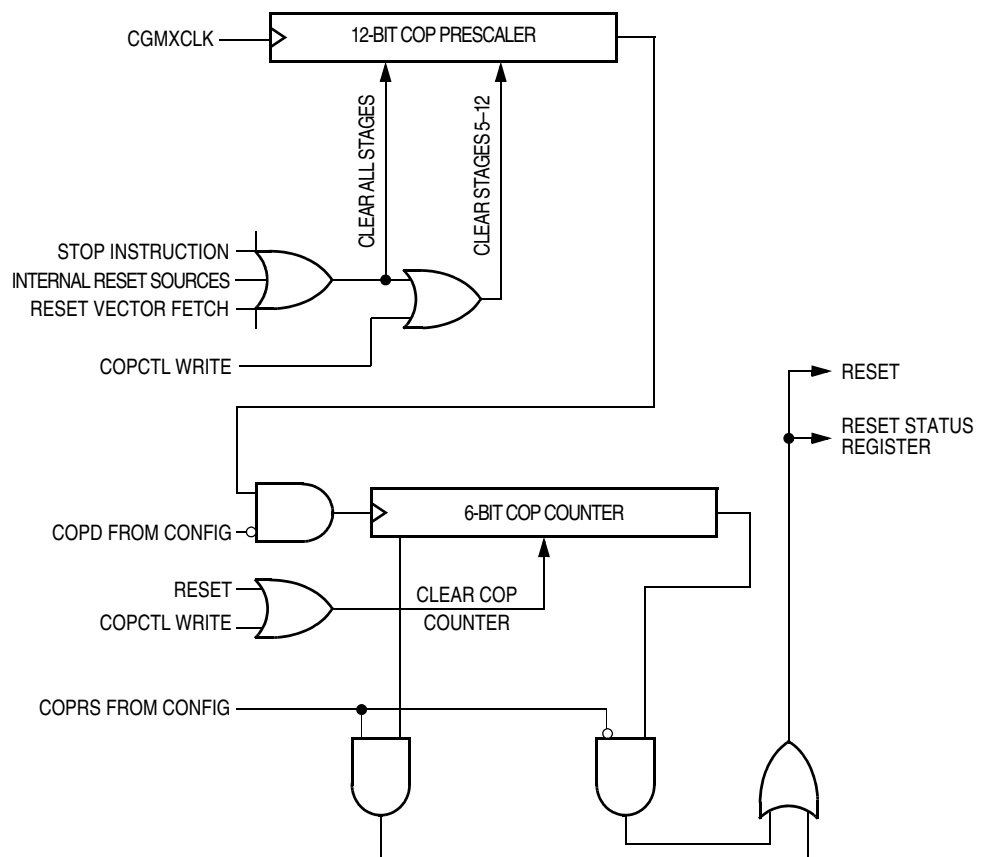 12-BIT COP PRESCALER
CGMXCLK
CLEAR ALL STAGES
CLEAR STAGES 5–12
STOP INSTRUCTION
INTERNAL RESET SOURCES
RESET VECTOR FETCH
COPCTL WRITE
RESET
RESET STATUS
REGISTER
6-BIT COP COUNTER
COPD FROM CONFIG
RESET
COPCTL WRITE
CLEAR COP
COUNTER
COPRS FROM CONFIG